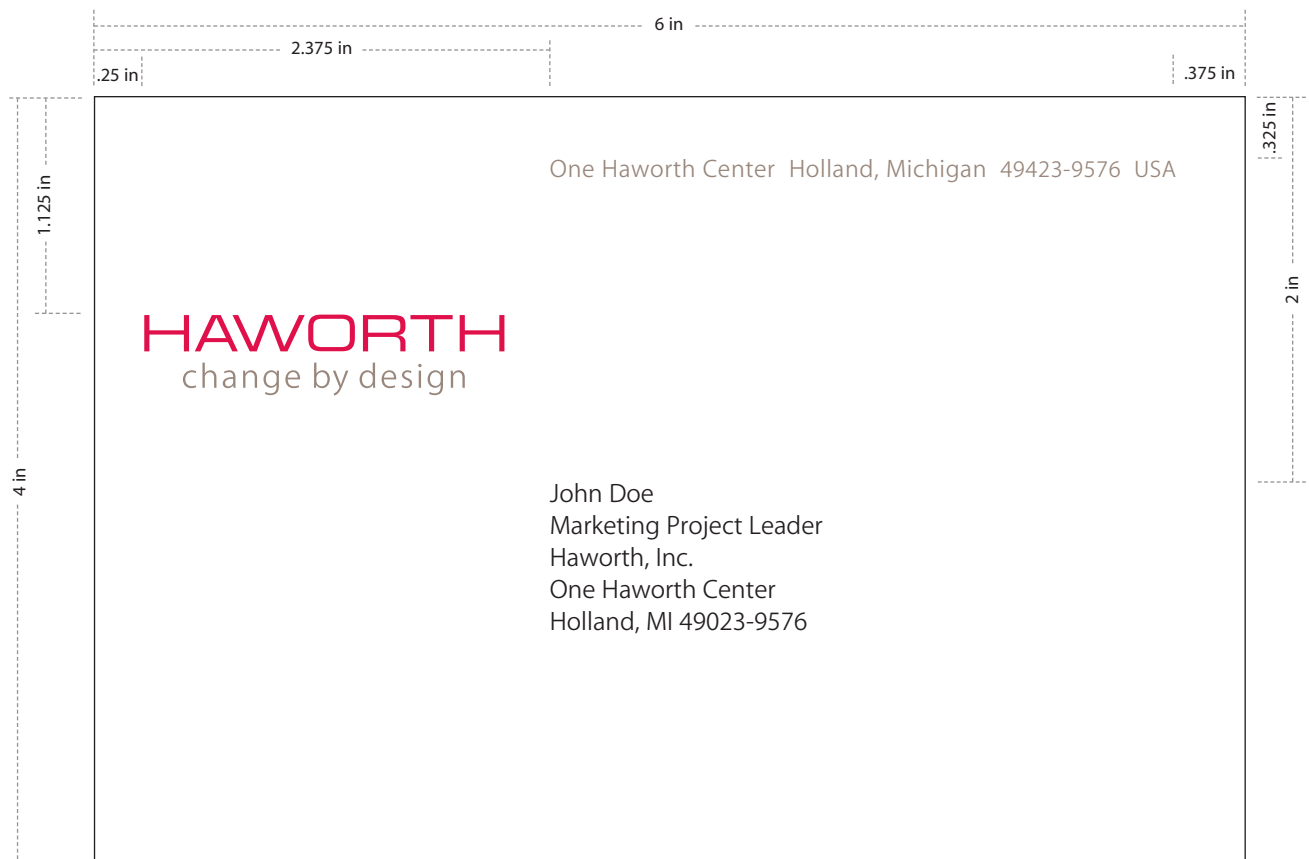 6 in
2.375 in
.25 in
.375 in
.325 in
One Haworth Center  Holland, Michigan  49423-9576  USA
1.125 in
2 in
HAWORTH
change by design
4 in
John Doe
Marketing Project Leader
Haworth, Inc.
One Haworth Center
Holland, MI 49023-9576